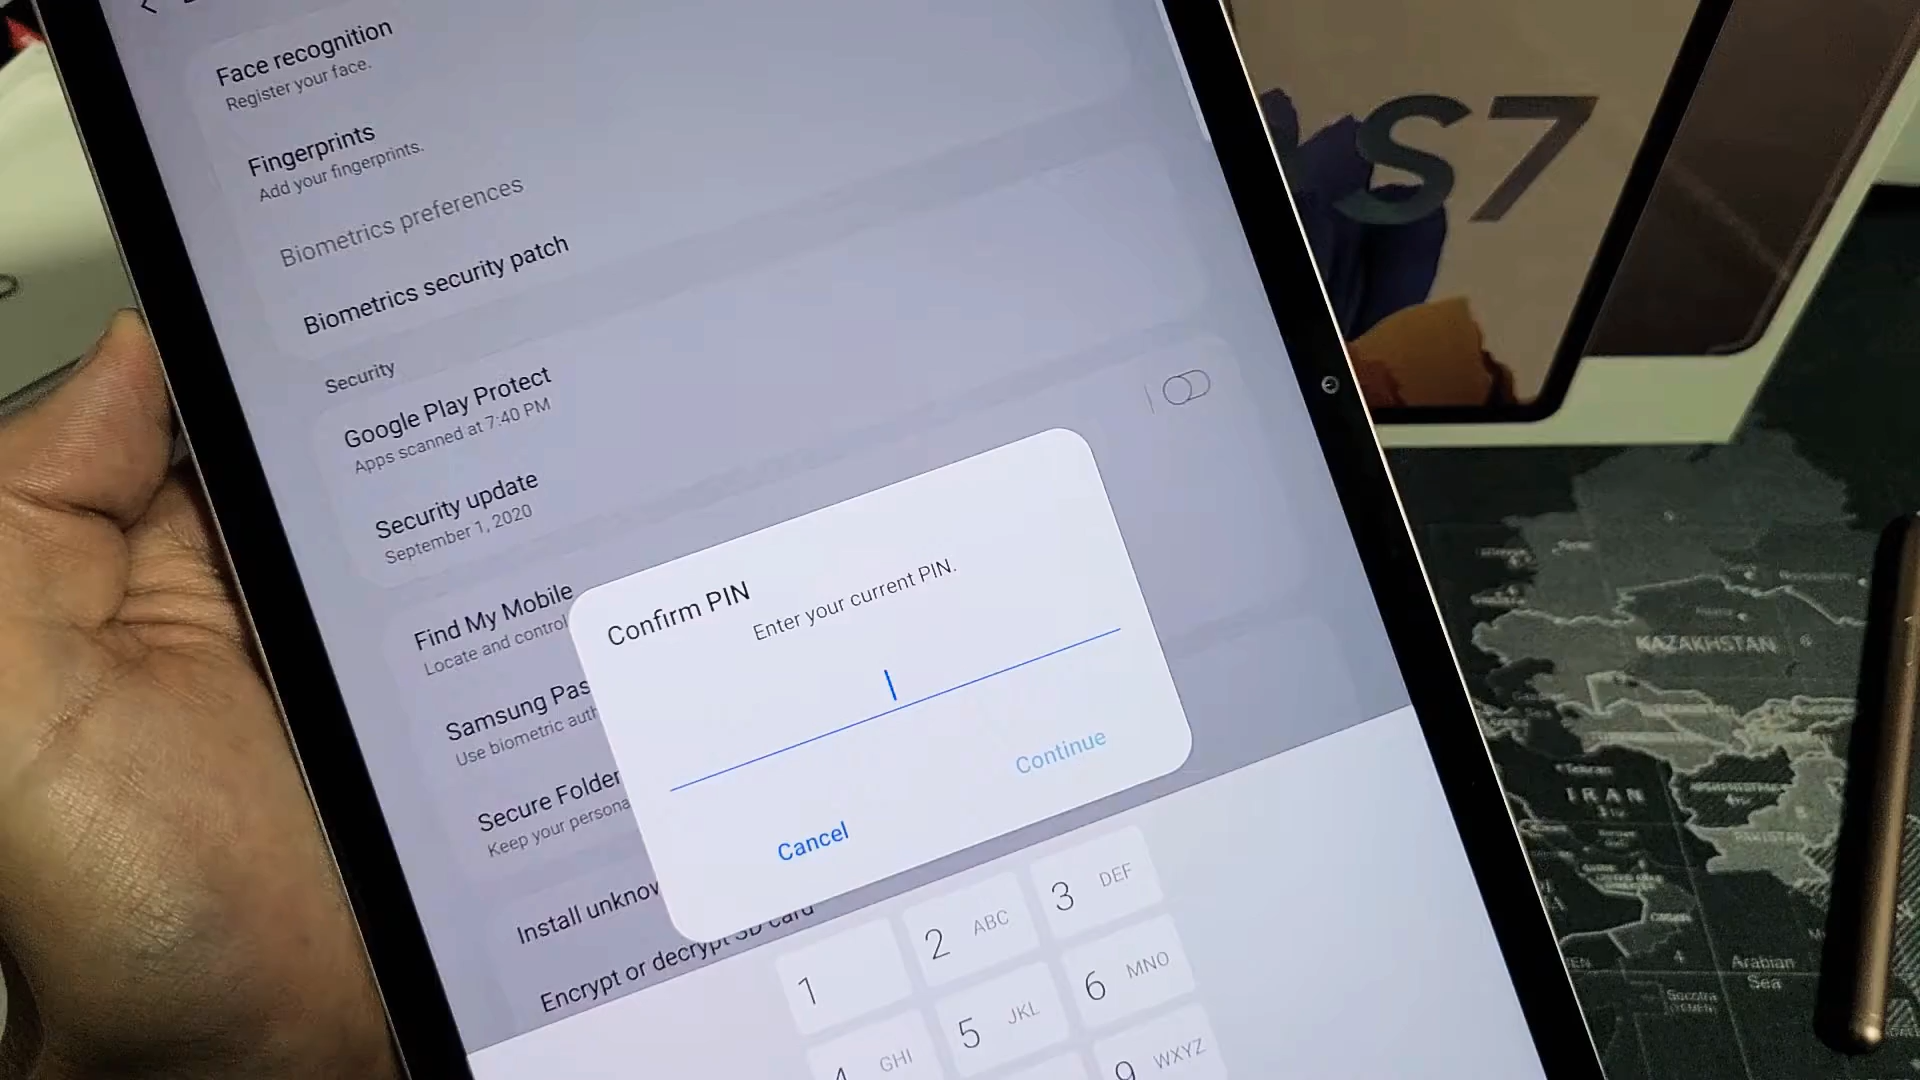 Face recognition
Register your face.
Fingerprints
Add your fingerprints.
Biometrics preferences
Biometrics security patch
Security
Google Play Protect
Apps scanned at 7:40 PM
Security update
September 1, 2020
Find My Mobile
Locate and control
Samsung Pas
Use biometric auth
Secure Folder
Keep your persona
Install unknow
Encrypt or decrypt SD card
Confirm PIN
Enter your current PIN.
Cancel
Continue
1
2 ABC
3 DEF
4 GHI
5 JKL
6 MNO
9 WXYZ
S7
KAZAKHSTAN
IRAN
Tehran
PAKISTAN
Arabian
Sea
Socotra